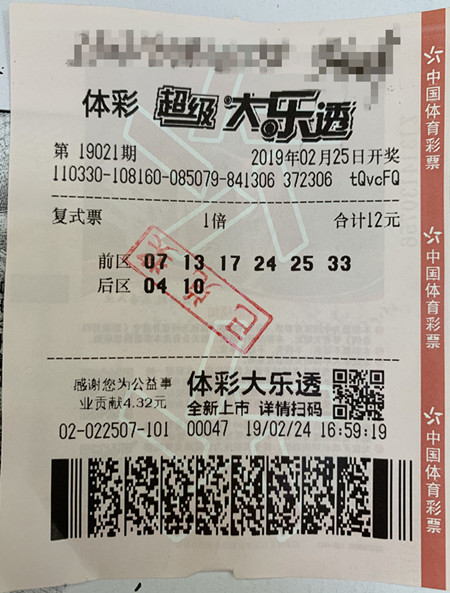 体彩 超级大乐透
第 19021期 2019年02月25日开奖
110330-108160-085079-841306 372306 tQvcFQ
复式票 1倍 合计12元
前区 07 13 17 24 25 33
后区 04 10
已兑奖
感谢您为公益事
业贡献4.32元
体彩大乐透
全新上市 详情扫码
02-022507-101 00047 19/02/24 16:59:19
中国体育彩票
中国体育彩票
中国体育彩票